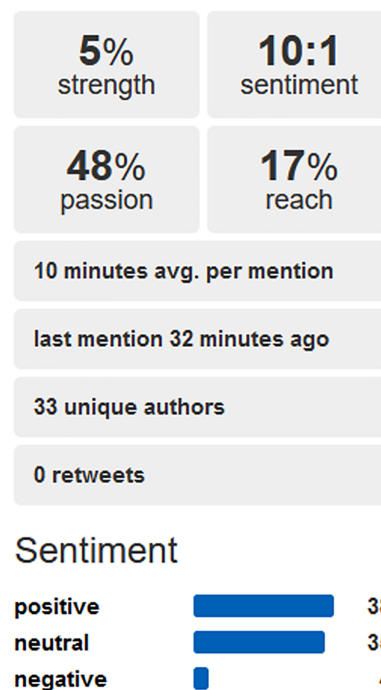 5% 10:1
strength sentiment
48% 17%
passion reach
10 minutes avg. per mention
last mention 32 minutes ago
33 unique authors
0 retweets
Sentiment
positive
neutral
negative